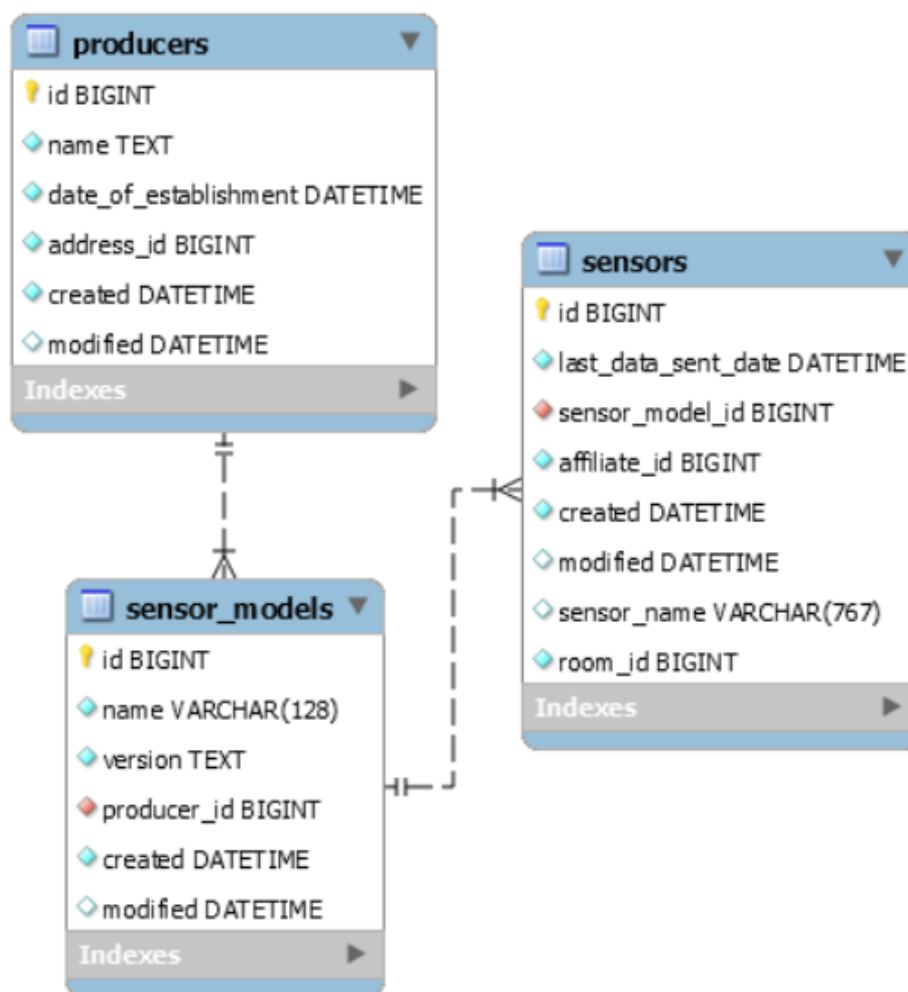 producers
id BIGINT
name TEXT
date_of_establishment DATETIME
address_id BIGINT
created DATETIME
modified DATETIME
Indexes
sensors
id BIGINT
last_data_sent_date DATETIME
sensor_model_id BIGINT
affiliate_id BIGINT
created DATETIME
modified DATETIME
sensor_name VARCHAR(767)
room_id BIGINT
Indexes
sensor_models
id BIGINT
name VARCHAR(128)
version TEXT
producer_id BIGINT
created DATETIME
modified DATETIME
Indexes